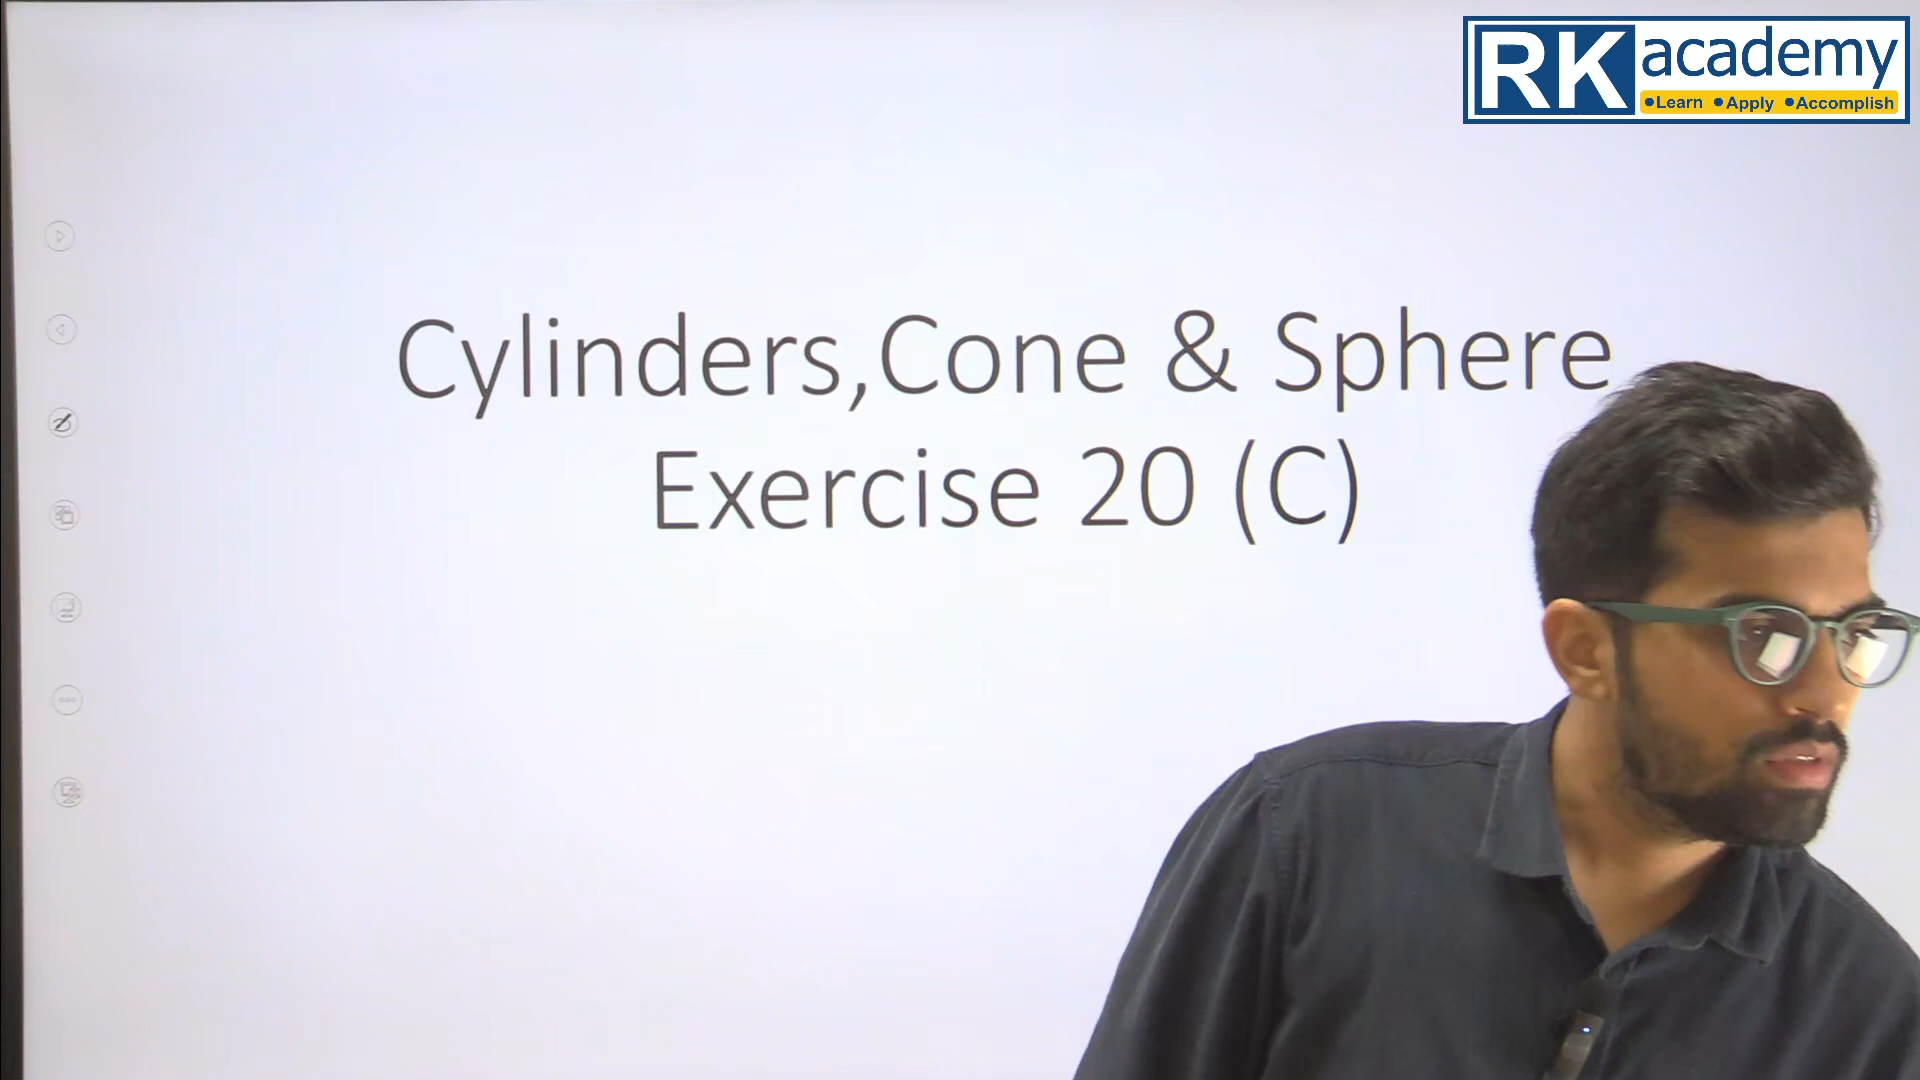 RK academy
•Learn •Apply •Accomplish
Cylinders,Cone & Sphere
Exercise 20 (C)